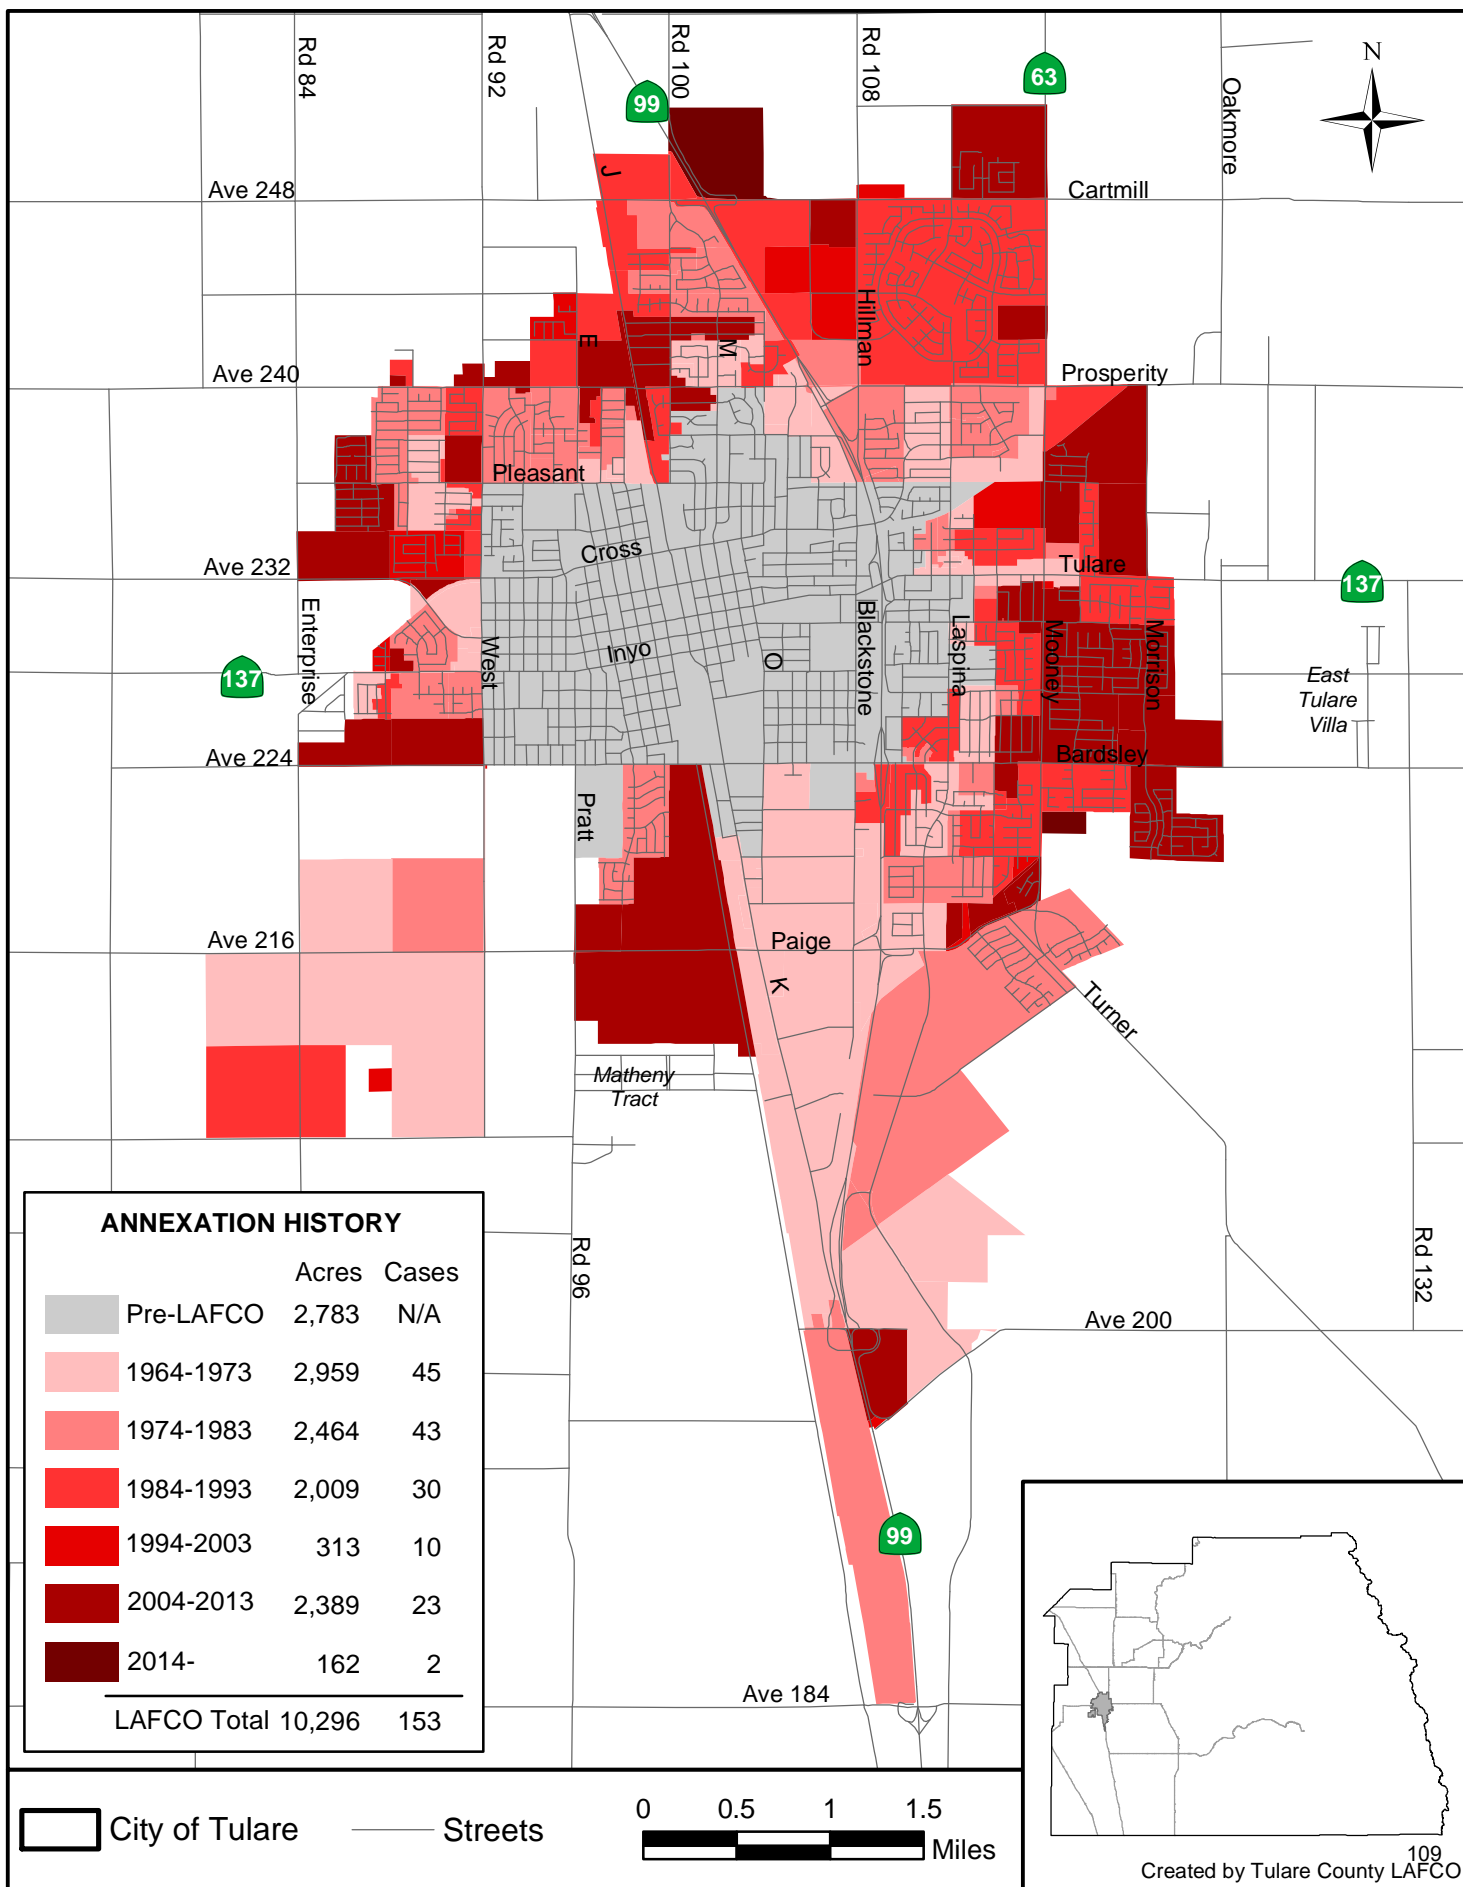 Rd 84
Rd 92
Rd 100
Rd 108
63
Oakmore
N
99
J
Ave 248
Cartmill
Hillman
E
M
Ave 240
Prosperity
Pleasant
Cross
Ave 232
Tulare
137
Enterprise
West
Inyo
O
Blackstone
Laspina
Mooney
Morrison
137
East
Tulare
Villa
Ave 224
Bardsley
Pratt
Ave 216
Paige
K
Turner
Matheny
Tract
Rd 96
Rd 132
Ave 200
99
Ave 184
ANNEXATION HISTORY
Acres Cases
Pre-LAFCO 2,783 N/A
1964-1973 2,959 45
1974-1983 2,464 43
1984-1993 2,009 30
1994-2003 313 10
2004-2013 2,389 23
2014- 162 2
LAFCO Total 10,296 153
City of Tulare
Streets
0 0.5 1 1.5
Miles
109
Created by Tulare County LAFCO